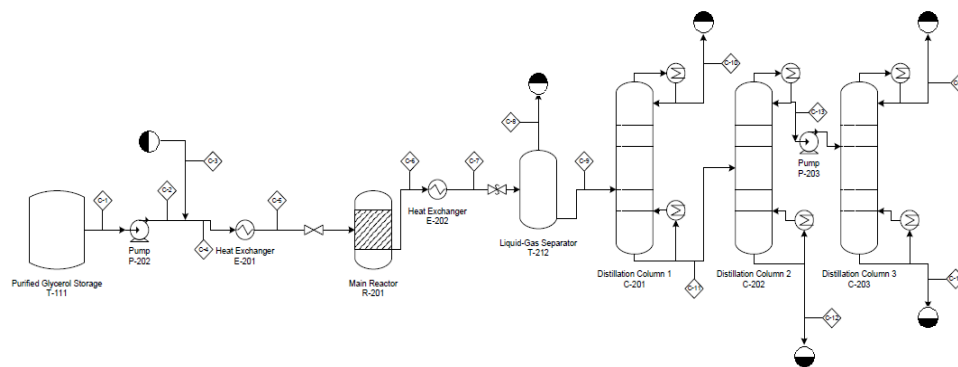 C-1
C-2
C-3
C-4
C-5
C-6
C-7
C-8
C-9
C-10
C-11
C-12
C-13
Purified Glycerol Storage
T-111
Pump
P-202
Heat Exchanger
E-201
Main Reactor
R-201
Heat Exchanger
E-202
Liquid-Gas Separator
T-212
Distillation Column 1
C-201
Distillation Column 2
C-202
Pump
P-203
Distillation Column 3
C-203